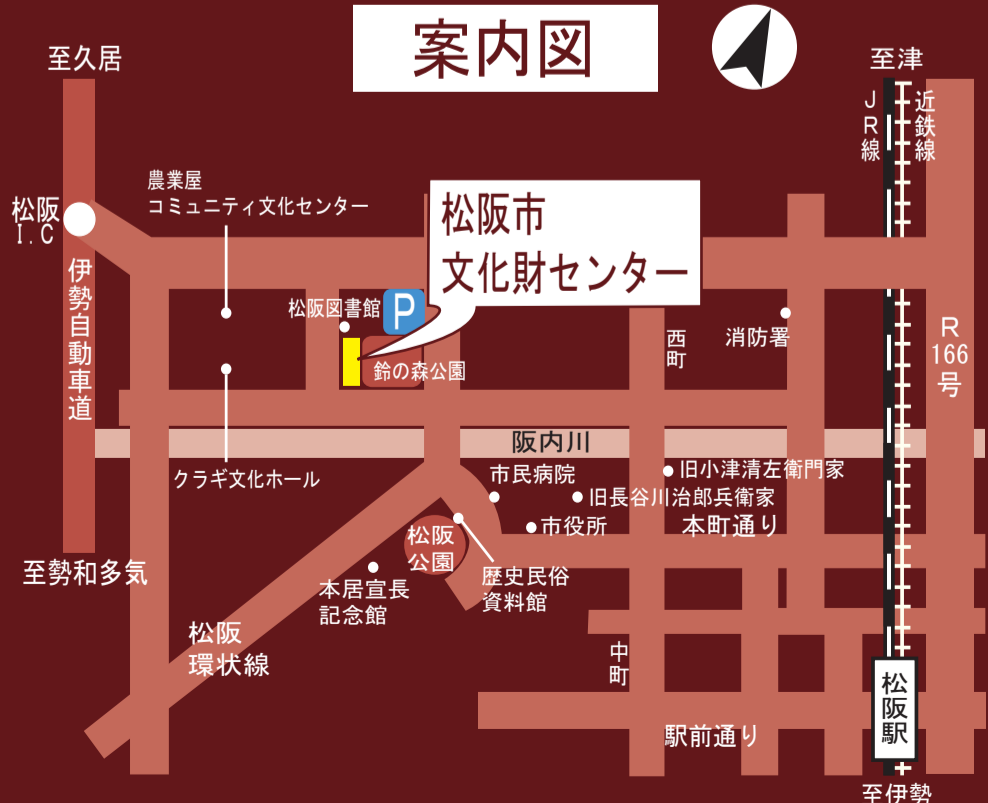 案内図
至久居
至津
JR線
近鉄線
農業屋
コミュニティ文化センター
松阪
I.C
松阪市
文化財センター
伊勢自動車道
松阪図書館
P
鈴の森公園
西町
消防署
R
166
号
阪内川
クラギ文化ホール
市民病院
旧小津清左衛門家
旧長谷川治郎兵衛家
市役所
本町通り
松阪
公園
至勢和多気
本居宣長
記念館
歴史民俗
資料館
松阪
環状線
中町
松阪駅
駅前通り
至伊勢